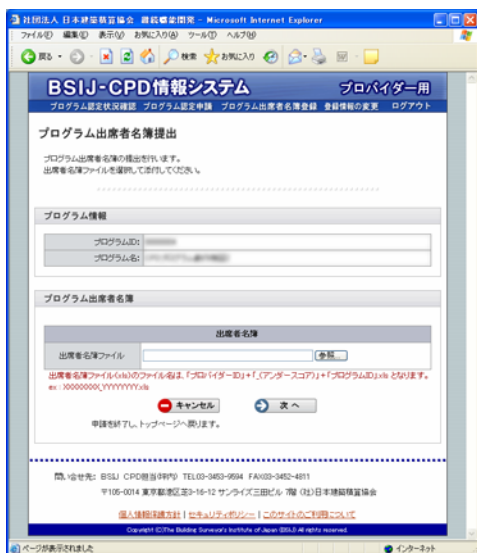 社団法人 日本建築積算協会 継続職能開発 - Microsoft Internet Explorer
ファイル(F) 編集(E) 表示(V) お気に入り(A) ツール(T) ヘルプ(H)
戻る 検索 お気に入り
BSIJ-CPD情報システム プロバイダー用
プログラム認定状況確認 プログラム認定申請 プログラム出席者名簿登録 登録情報の変更 ログアウト
プログラム出席者名簿提出
プログラム出席者名簿の提出を行います。
出席者名簿ファイルを選択して添付してください。
プログラム情報
プログラムID:
プログラム名:
プログラム出席者名簿
出席者名簿
出席者名簿ファイル 参照...
出席者名簿ファイル(.xls)のファイル名は、「プロバイダーID」+「_(アンダースコア)」+「プログラムID」.xls となります。
ex : XXXXXXXX_YYYYYYYY.xls
キャンセル 次 へ
申請を終了し、トップページへ戻ります。
問い合せ先: BSIJ CPD担当(仲内) TEL03-3453-9594 FAX03-3452-4811
〒105-0014 東京都港区芝3-16-12 サンライズ三田ビル 7階 (社)日本建築積算協会
個人情報保護方針 | セキュリティポリシー | このサイトのご利用について
Copyright (C)The Building Surveyor's Institute of Japan (BSIJ) All rights reserved.
ページが表示されました インターネット